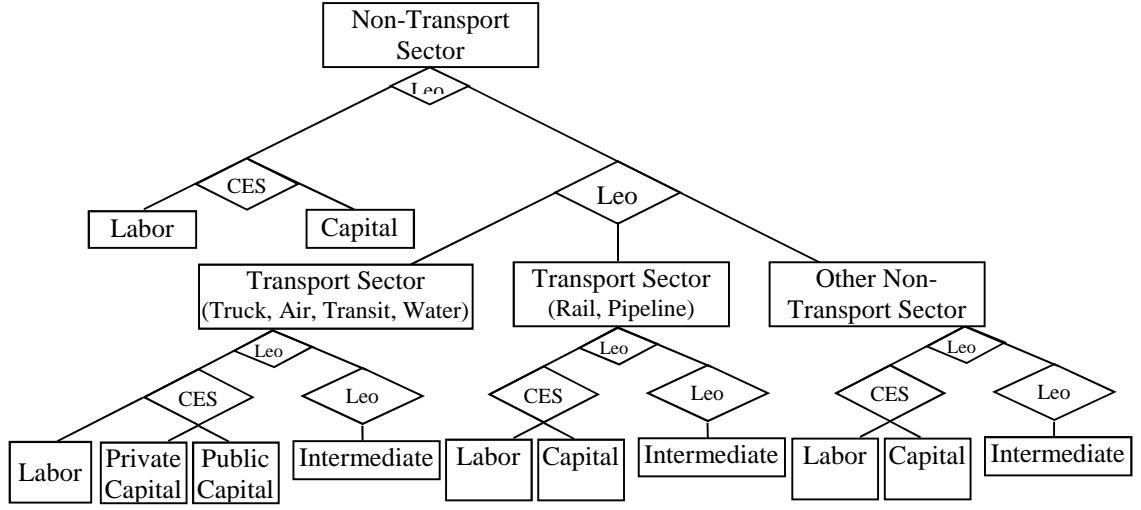 Non-Transport
Sector
Leo
CES
Leo
Labor
Capital
Transport Sector
(Truck, Air, Transit, Water)
Transport Sector
(Rail, Pipeline)
Other Non-
Transport Sector
Leo
Leo
Leo
CES
Leo
CES
Leo
CES
Leo
Labor
Private
Capital
Public
Capital
Intermediate
Labor
Capital
Intermediate
Labor
Capital
Intermediate